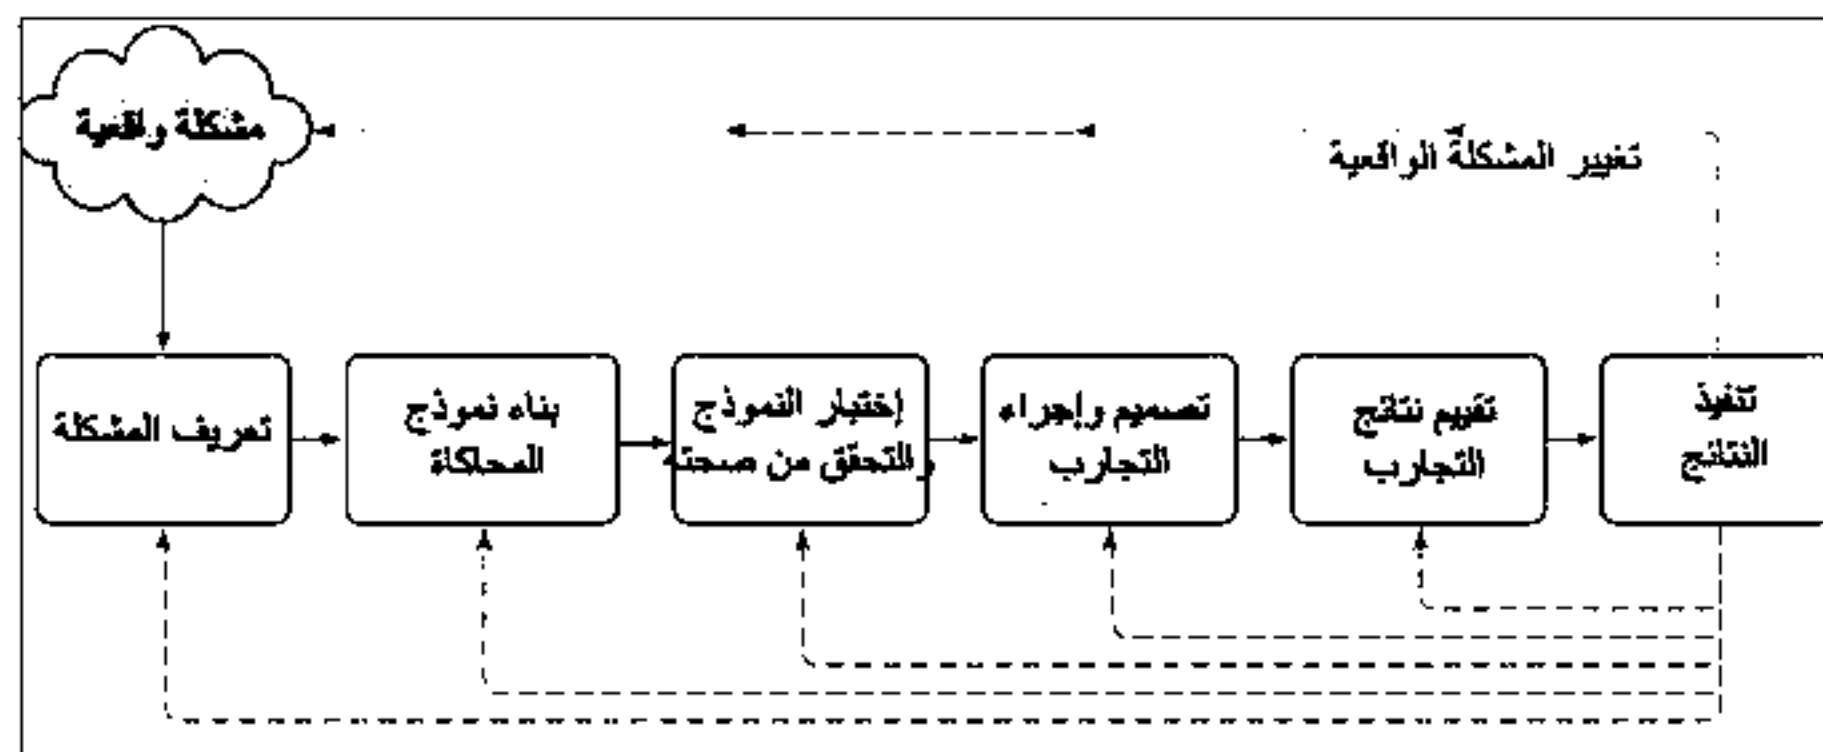 مشكلة واقعية
تغيير المشكلة الواقعية
تعريف المشكلة
بناء نموذج
المحاكاة
إختبار النموذج
والتحقق من صحته
تصميم وإجراء
التجارب
تقييم نتائج
التجارب
تنفيذ
النتائج